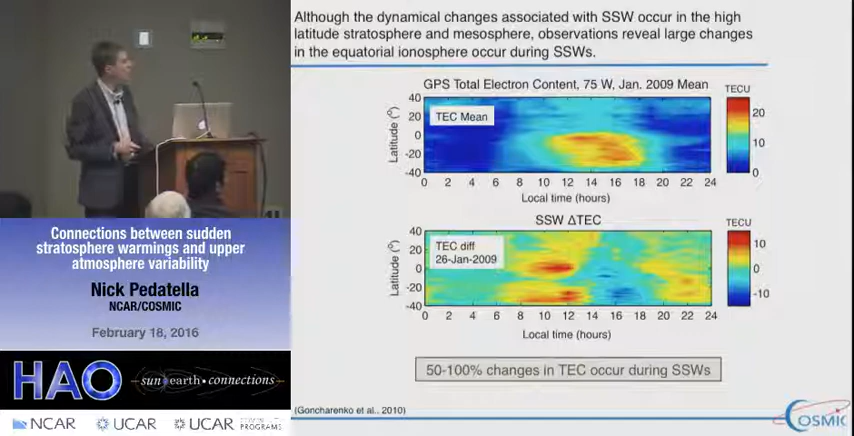 Although the dynamical changes associated with SSW occur in the high
latitude stratosphere and mesosphere, observations reveal large changes
in the equatorial ionosphere occur during SSWs.
GPS Total Electron Content, 75 W, Jan. 2009 Mean
TECU
TEC Mean
Latitude (°)
40
20
0
-20
-40
0 2 4 6 8 10 12 14 16 18 20 22 24
Local time (hours)
20
10
0
SSW ΔTEC
TECU
TEC diff
26-Jan-2009
Latitude (°)
40
20
0
-20
-40
0 2 4 6 8 10 12 14 16 18 20 22 24
Local time (hours)
10
0
-10
50-100% changes in TEC occur during SSWs
(Goncharenko et al., 2010)
COSMIC
Connections between sudden
stratosphere warmings and upper
atmosphere variability
Nick Pedatella
NCAR/COSMIC
February 18, 2016
HAO
sun earth • connections
NCAR UCAR UCAR
PROGRAMS